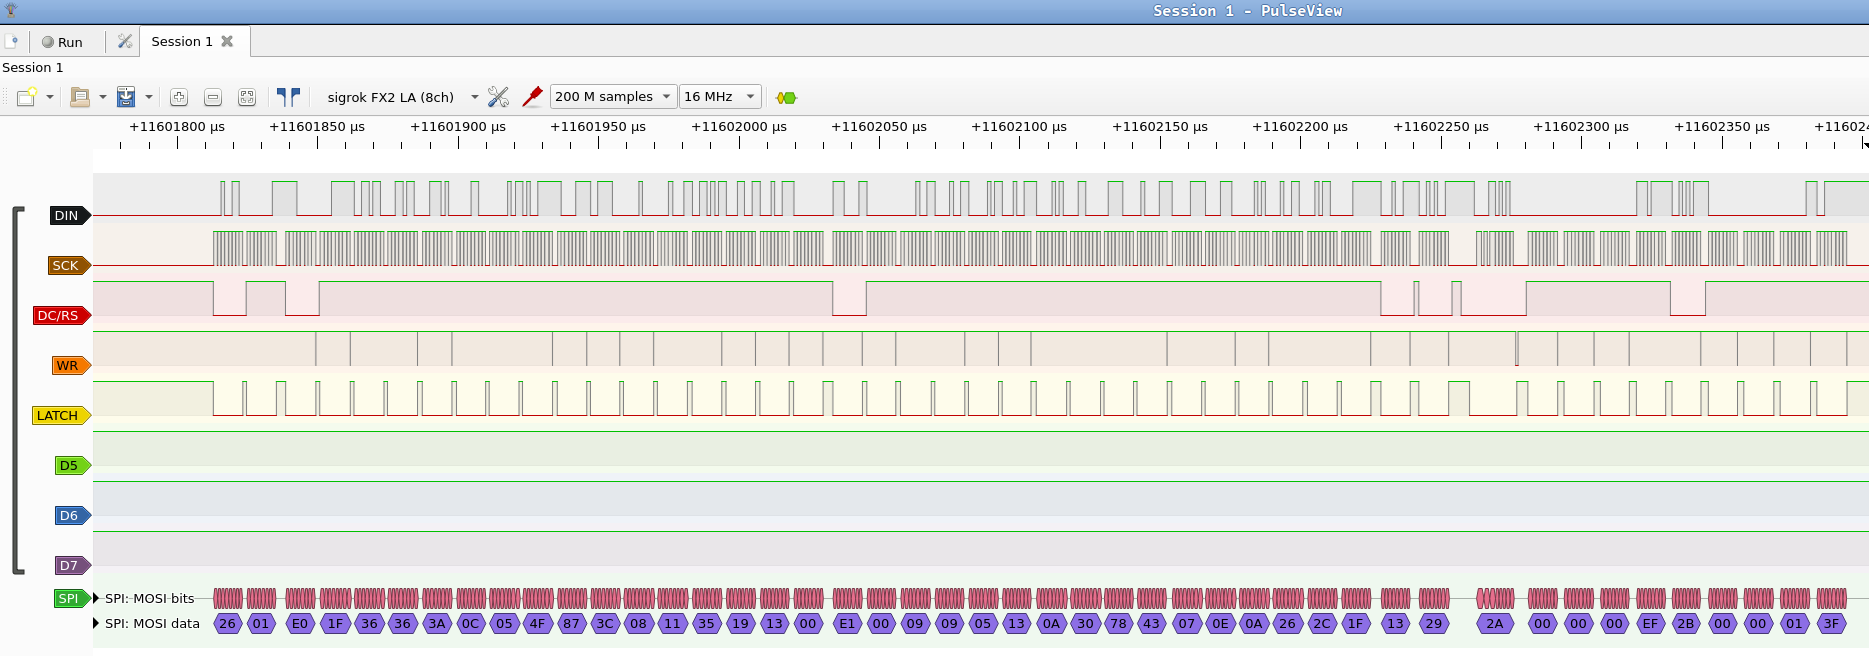 Session 1 - PulseView
Run
Session 1
Session 1
sigrok FX2 LA (8ch) 200 M samples 16 MHz
+11601800 µs +11601850 µs +11601900 µs +11601950 µs +11602000 µs +11602050 µs +11602100 µs +11602150 µs +11602200 µs +11602250 µs +11602300 µs +11602350 µs +116024
DIN
SCK
DC/RS
WR
LATCH
D5
D6
D7
SPI SPI: MOSI bits
SPI: MOSI data 26 01 E0 1F 36 36 3A 0C 05 4F 87 3C 08 11 35 19 13 00 E1 00 09 09 05 13 0A 30 78 43 07 0E 0A 26 2C 1F 13 29 2A 00 00 00 EF 2B 00 00 01 3F